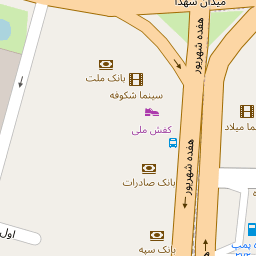 میدان شهدا
هفده شهریور
بانک ملت
سینما شکوفه
کفش ملی
سینما میلاد
هفده شهریور
بانک صادرات
اول
بانک سپه
پمپ